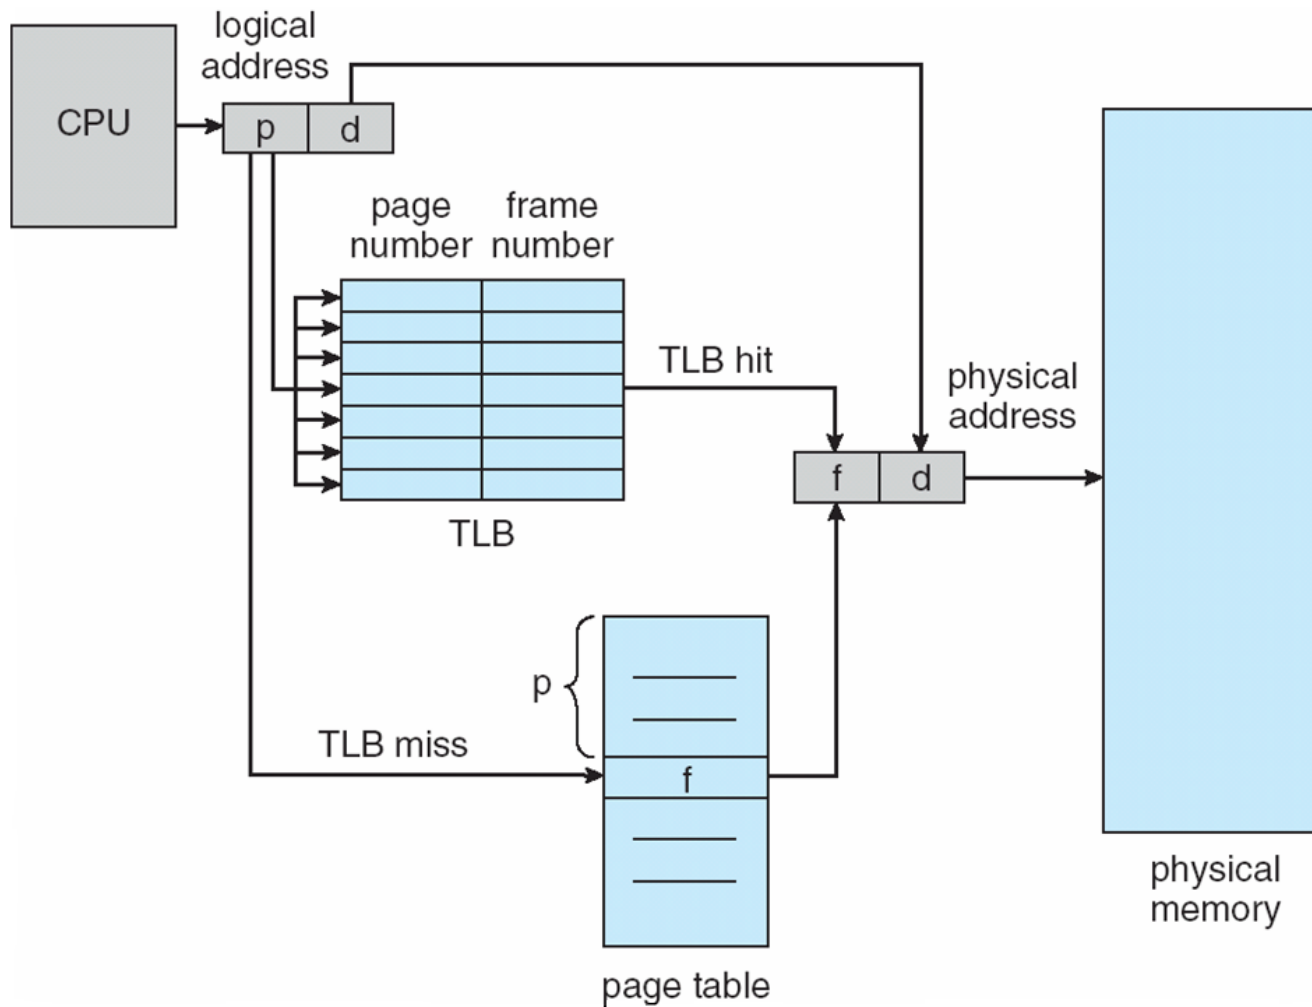 logical
address
CPU
p
d
page
number
frame
number
TLB hit
physical
address
f
d
TLB
p
TLB miss
f
physical
memory
page table